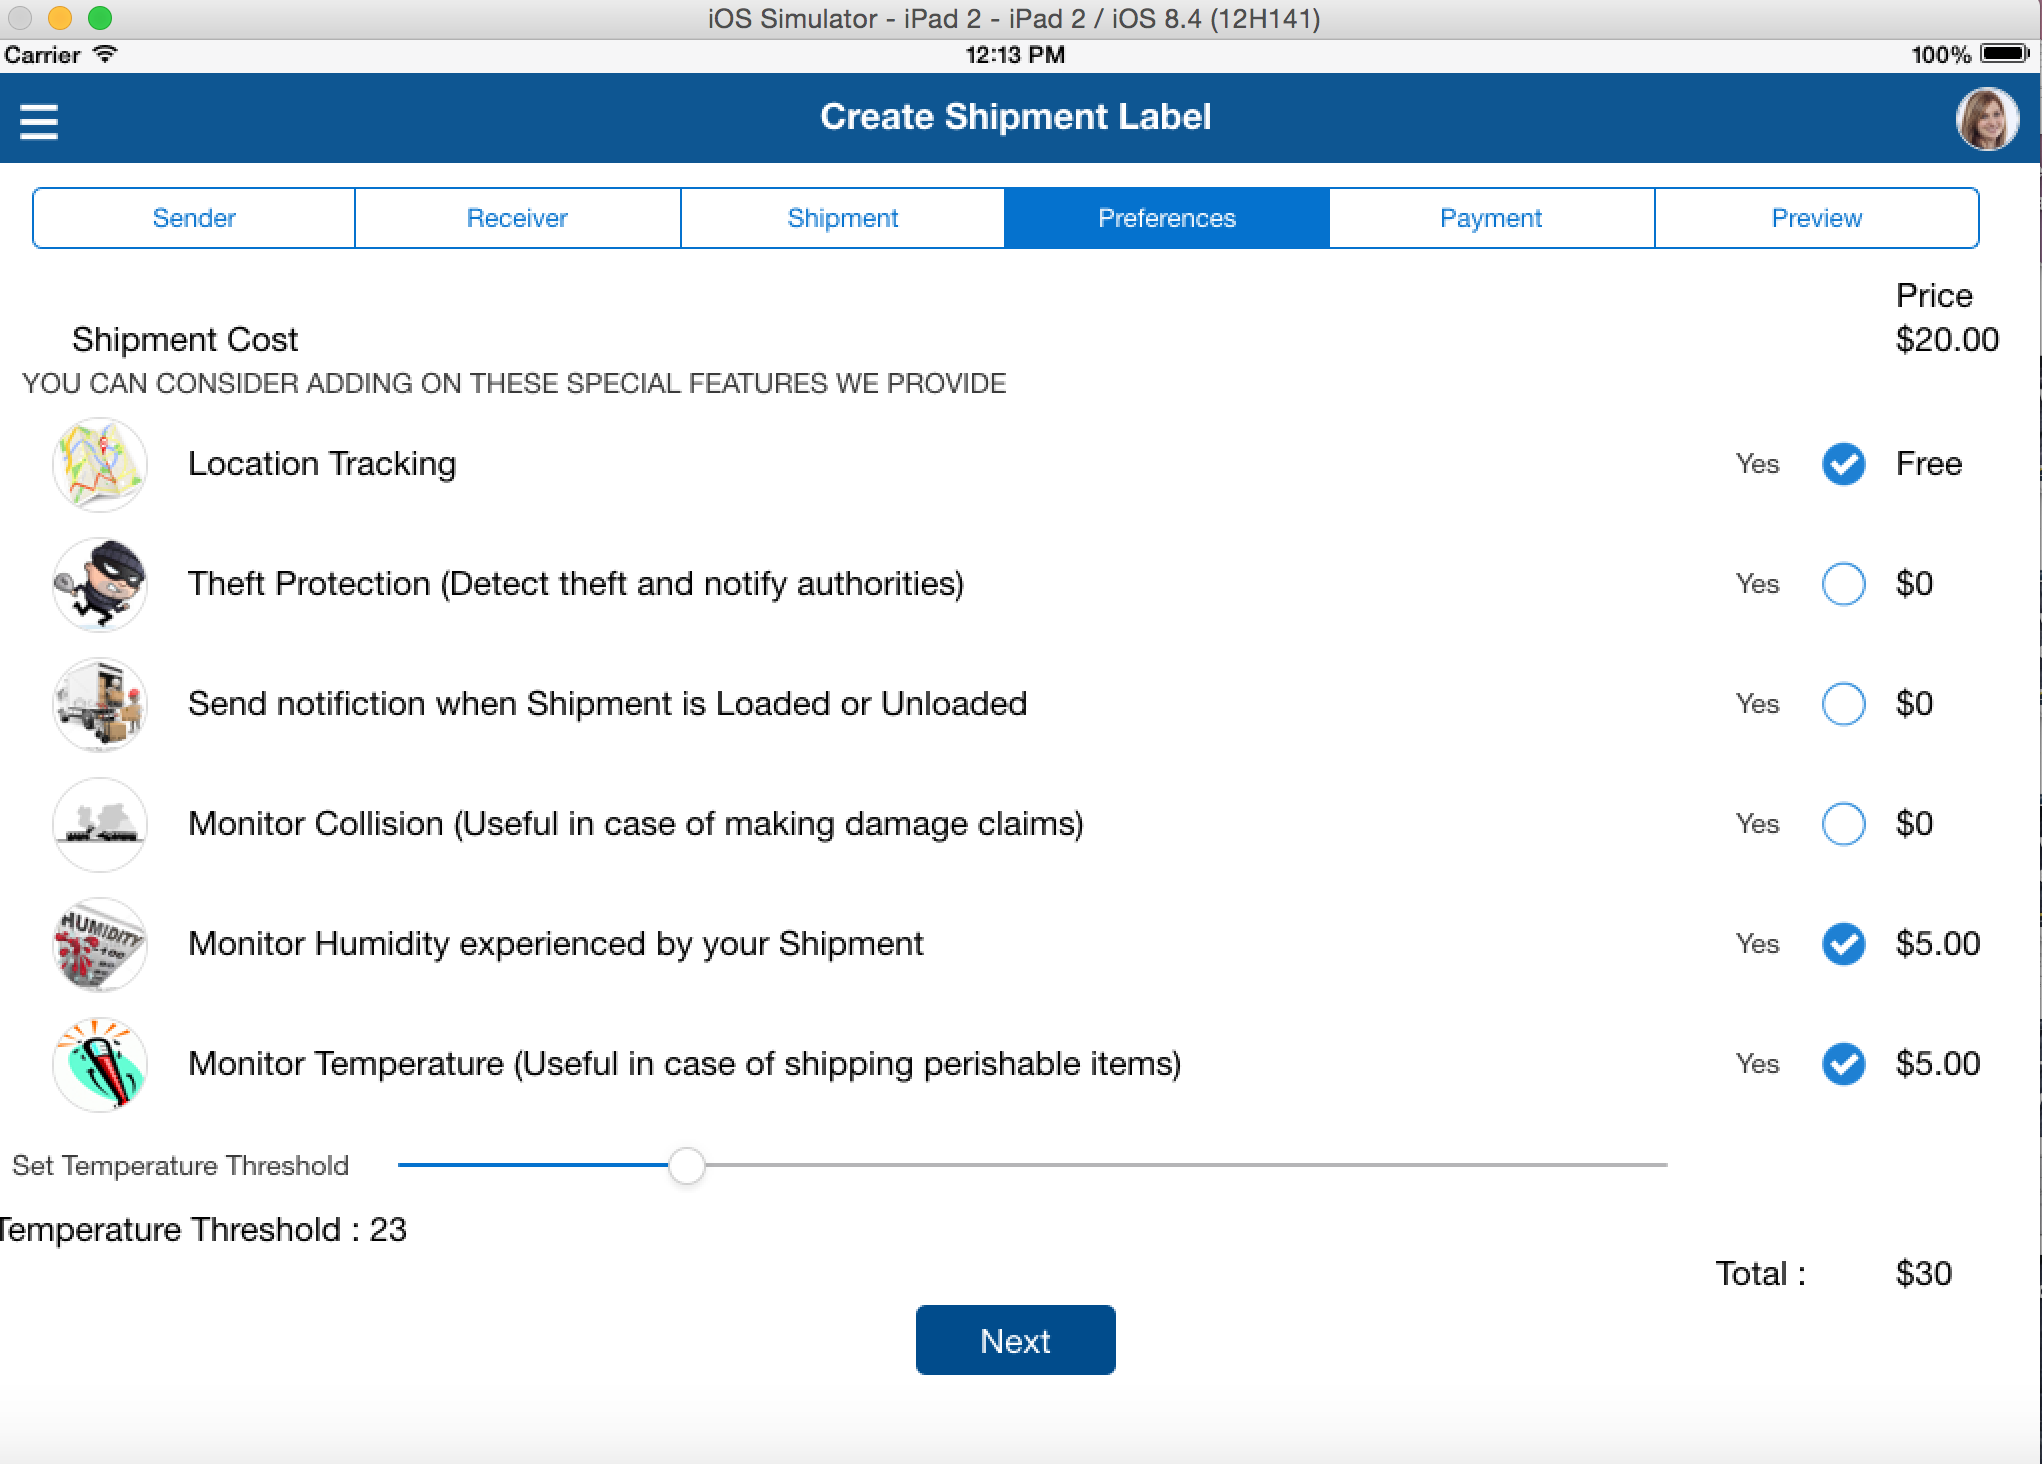 iOS Simulator - iPad 2 - iPad 2 / iOS 8.4 (12H141)
Carrier 12:13 PM 100%
Create Shipment Label
Sender Receiver Shipment Preferences Payment Preview
Price
Shipment Cost $20.00
YOU CAN CONSIDER ADDING ON THESE SPECIAL FEATURES WE PROVIDE
Location Tracking Yes Free
Theft Protection (Detect theft and notify authorities) Yes $0
Send notifiction when Shipment is Loaded or Unloaded Yes $0
Monitor Collision (Useful in case of making damage claims) Yes $0
HUMIDITY
Monitor Humidity experienced by your Shipment Yes $5.00
Monitor Temperature (Useful in case of shipping perishable items) Yes $5.00
Set Temperature Threshold
Temperature Threshold : 23
Total : $30
Next